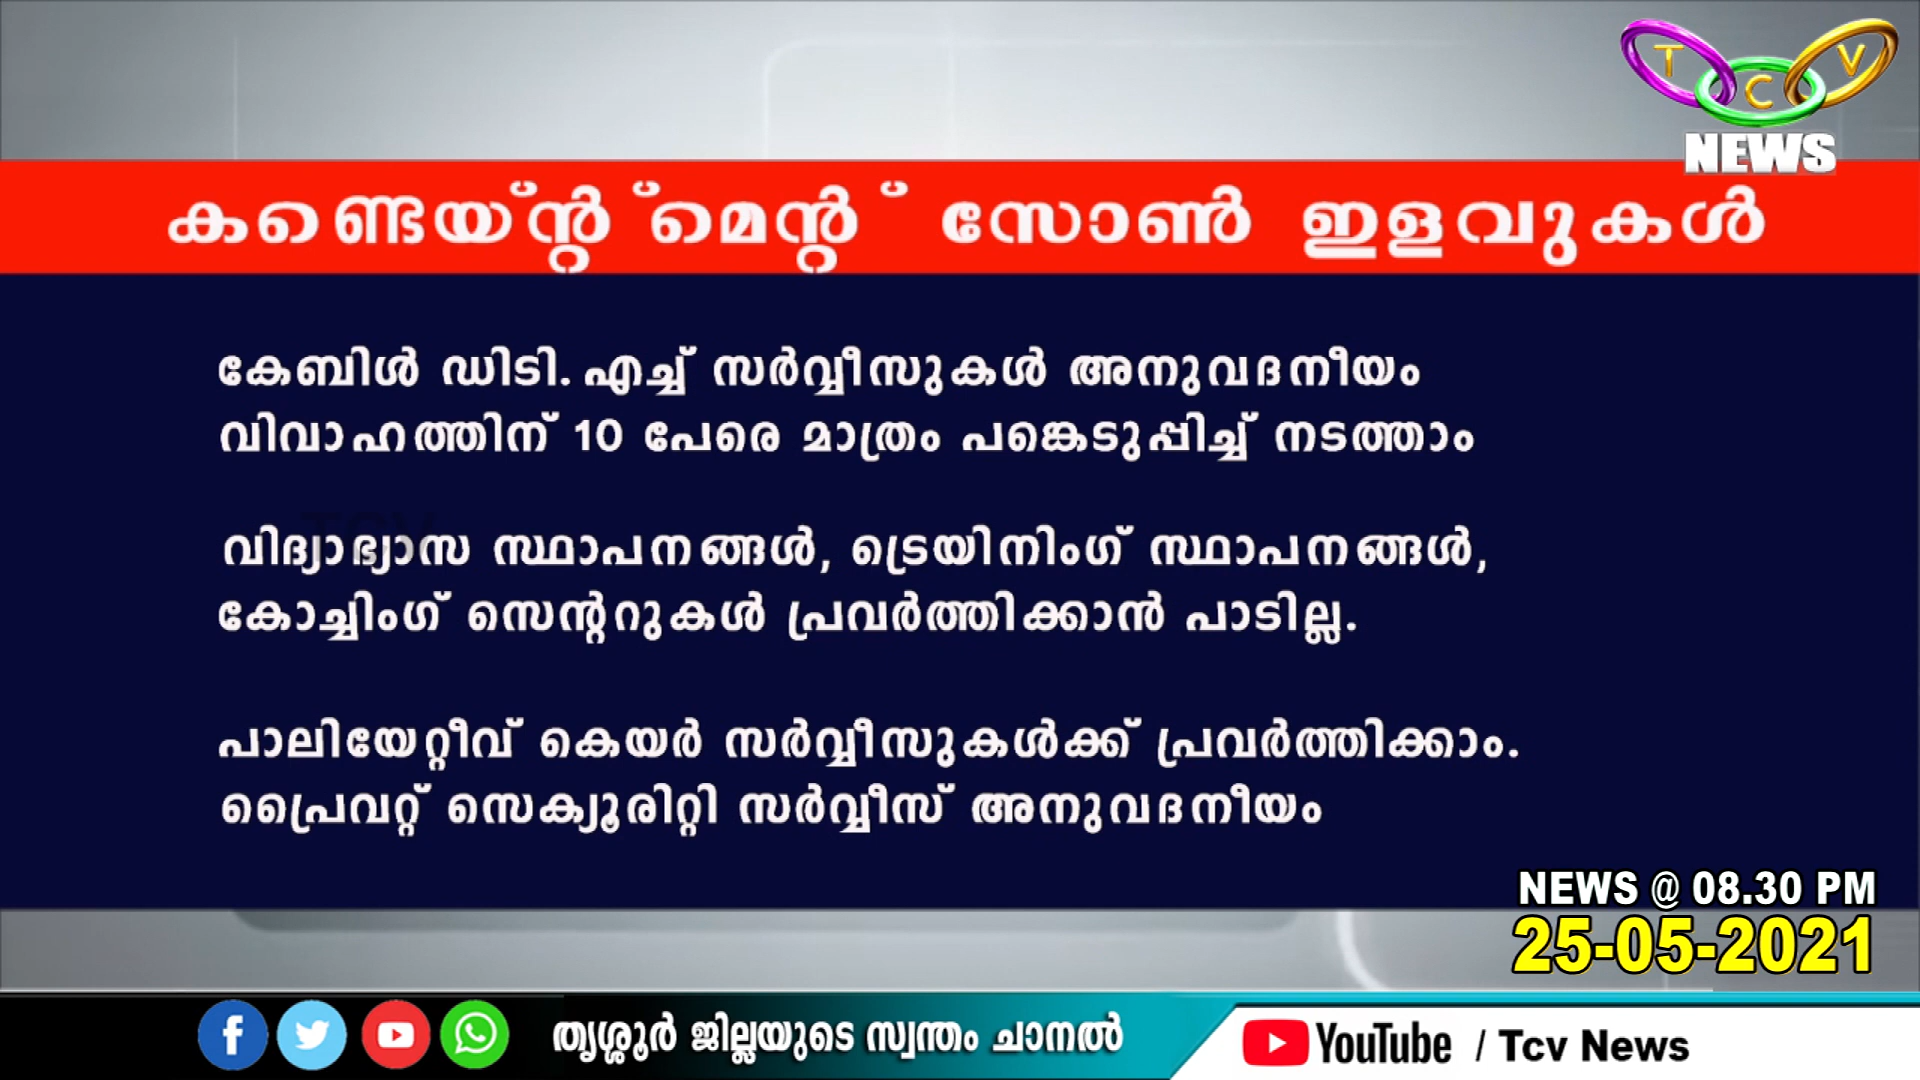 T C V
NEWS
കണ്ടെയ്ന്റ്മെന്റ് സോൺ ഇളവുകൾ
കേബിൾ ഡിടി.എച്ച് സർവ്വീസുകൾ അനുവദനീയം
വിവാഹത്തിന് 10 പേരെ മാത്രം പങ്കെടുപ്പിച്ച് നടത്താം
TCV
വിദ്യാഭ്യാസ സ്ഥാപനങ്ങൾ, ട്രെയിനിംഗ് സ്ഥാപനങ്ങൾ,
കോച്ചിംഗ് സെന്ററുകൾ പ്രവർത്തിക്കാൻ പാടില്ല.
പാലിയേറ്റീവ് കെയർ സർവ്വീസുകൾക്ക് പ്രവർത്തിക്കാം.
പ്രൈവറ്റ് സെക്യൂരിറ്റി സർവ്വീസ് അനുവദനീയം
NEWS @ 08.30 PM
25-05-2021
തൃശ്ശൂർ ജില്ലയുടെ സ്വന്തം ചാനൽ
YouTube / Tcv News